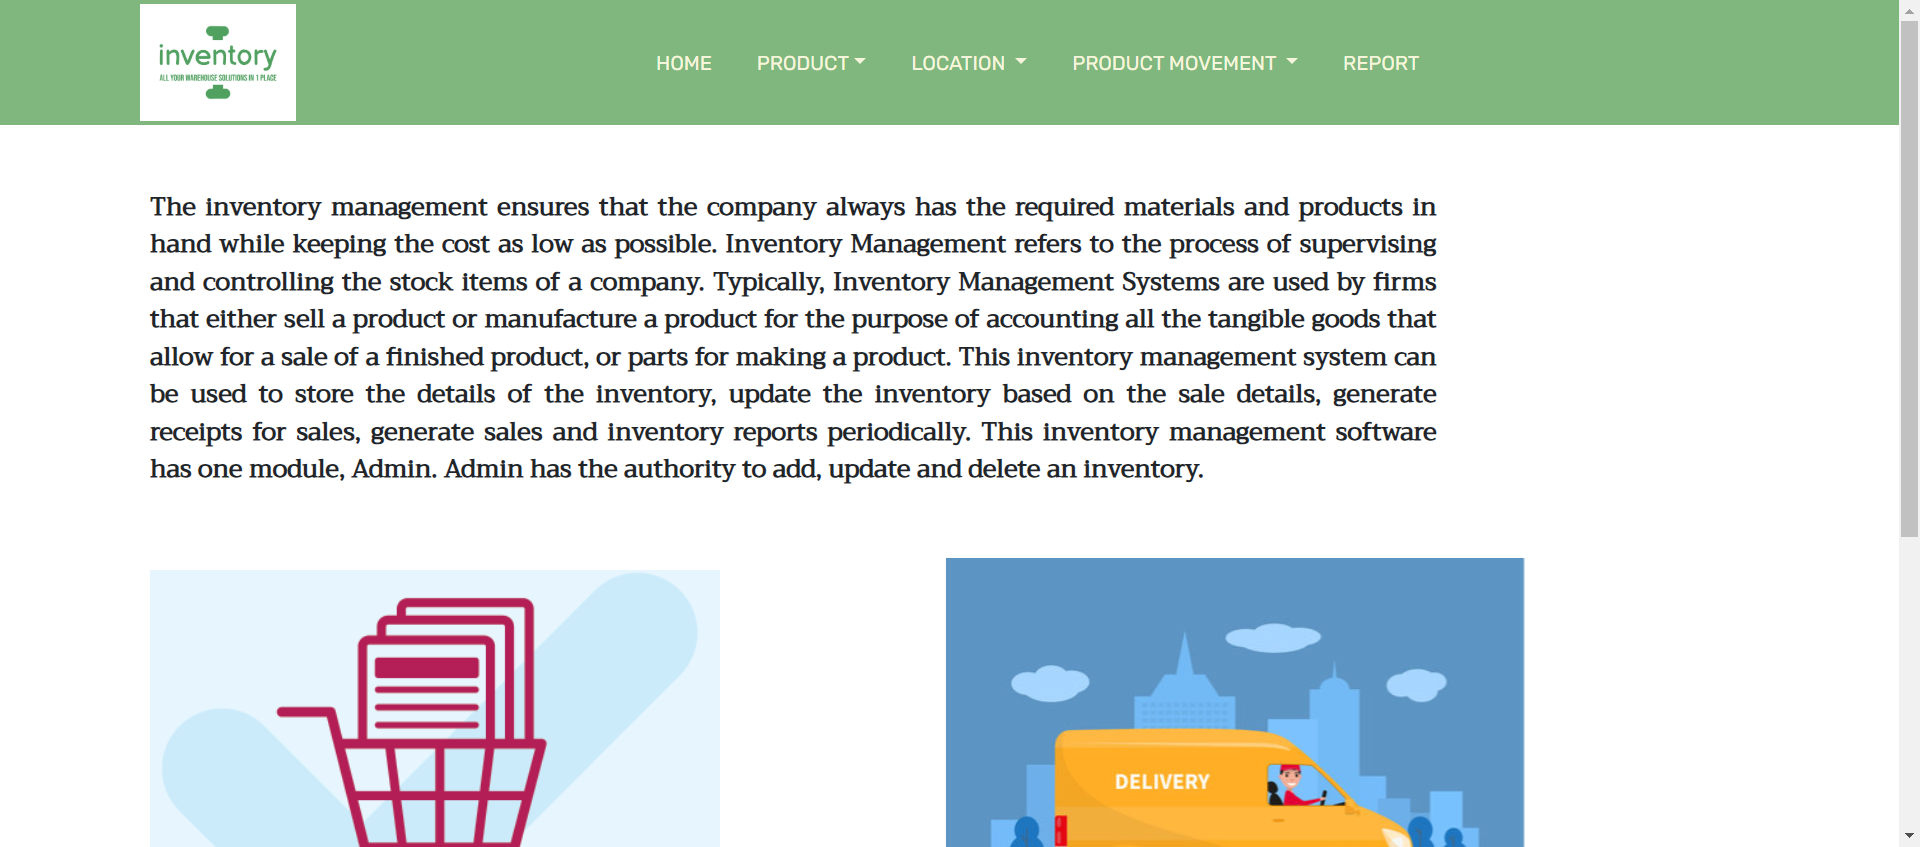 inventory
ALL YOUR WAREHOUSE SOLUTIONS IN 1 PLACE
HOME PRODUCT LOCATION PRODUCT MOVEMENT REPORT
The inventory management ensures that the company always has the required materials and products in
hand while keeping the cost as low as possible. Inventory Management refers to the process of supervising
and controlling the stock items of a company. Typically, Inventory Management Systems are used by firms
that either sell a product or manufacture a product for the purpose of accounting all the tangible goods that
allow for a sale of a finished product, or parts for making a product. This inventory management system can
be used to store the details of the inventory, update the inventory based on the sale details, generate
receipts for sales, generate sales and inventory reports periodically. This inventory management software
has one module, Admin. Admin has the authority to add, update and delete an inventory.
DELIVERY